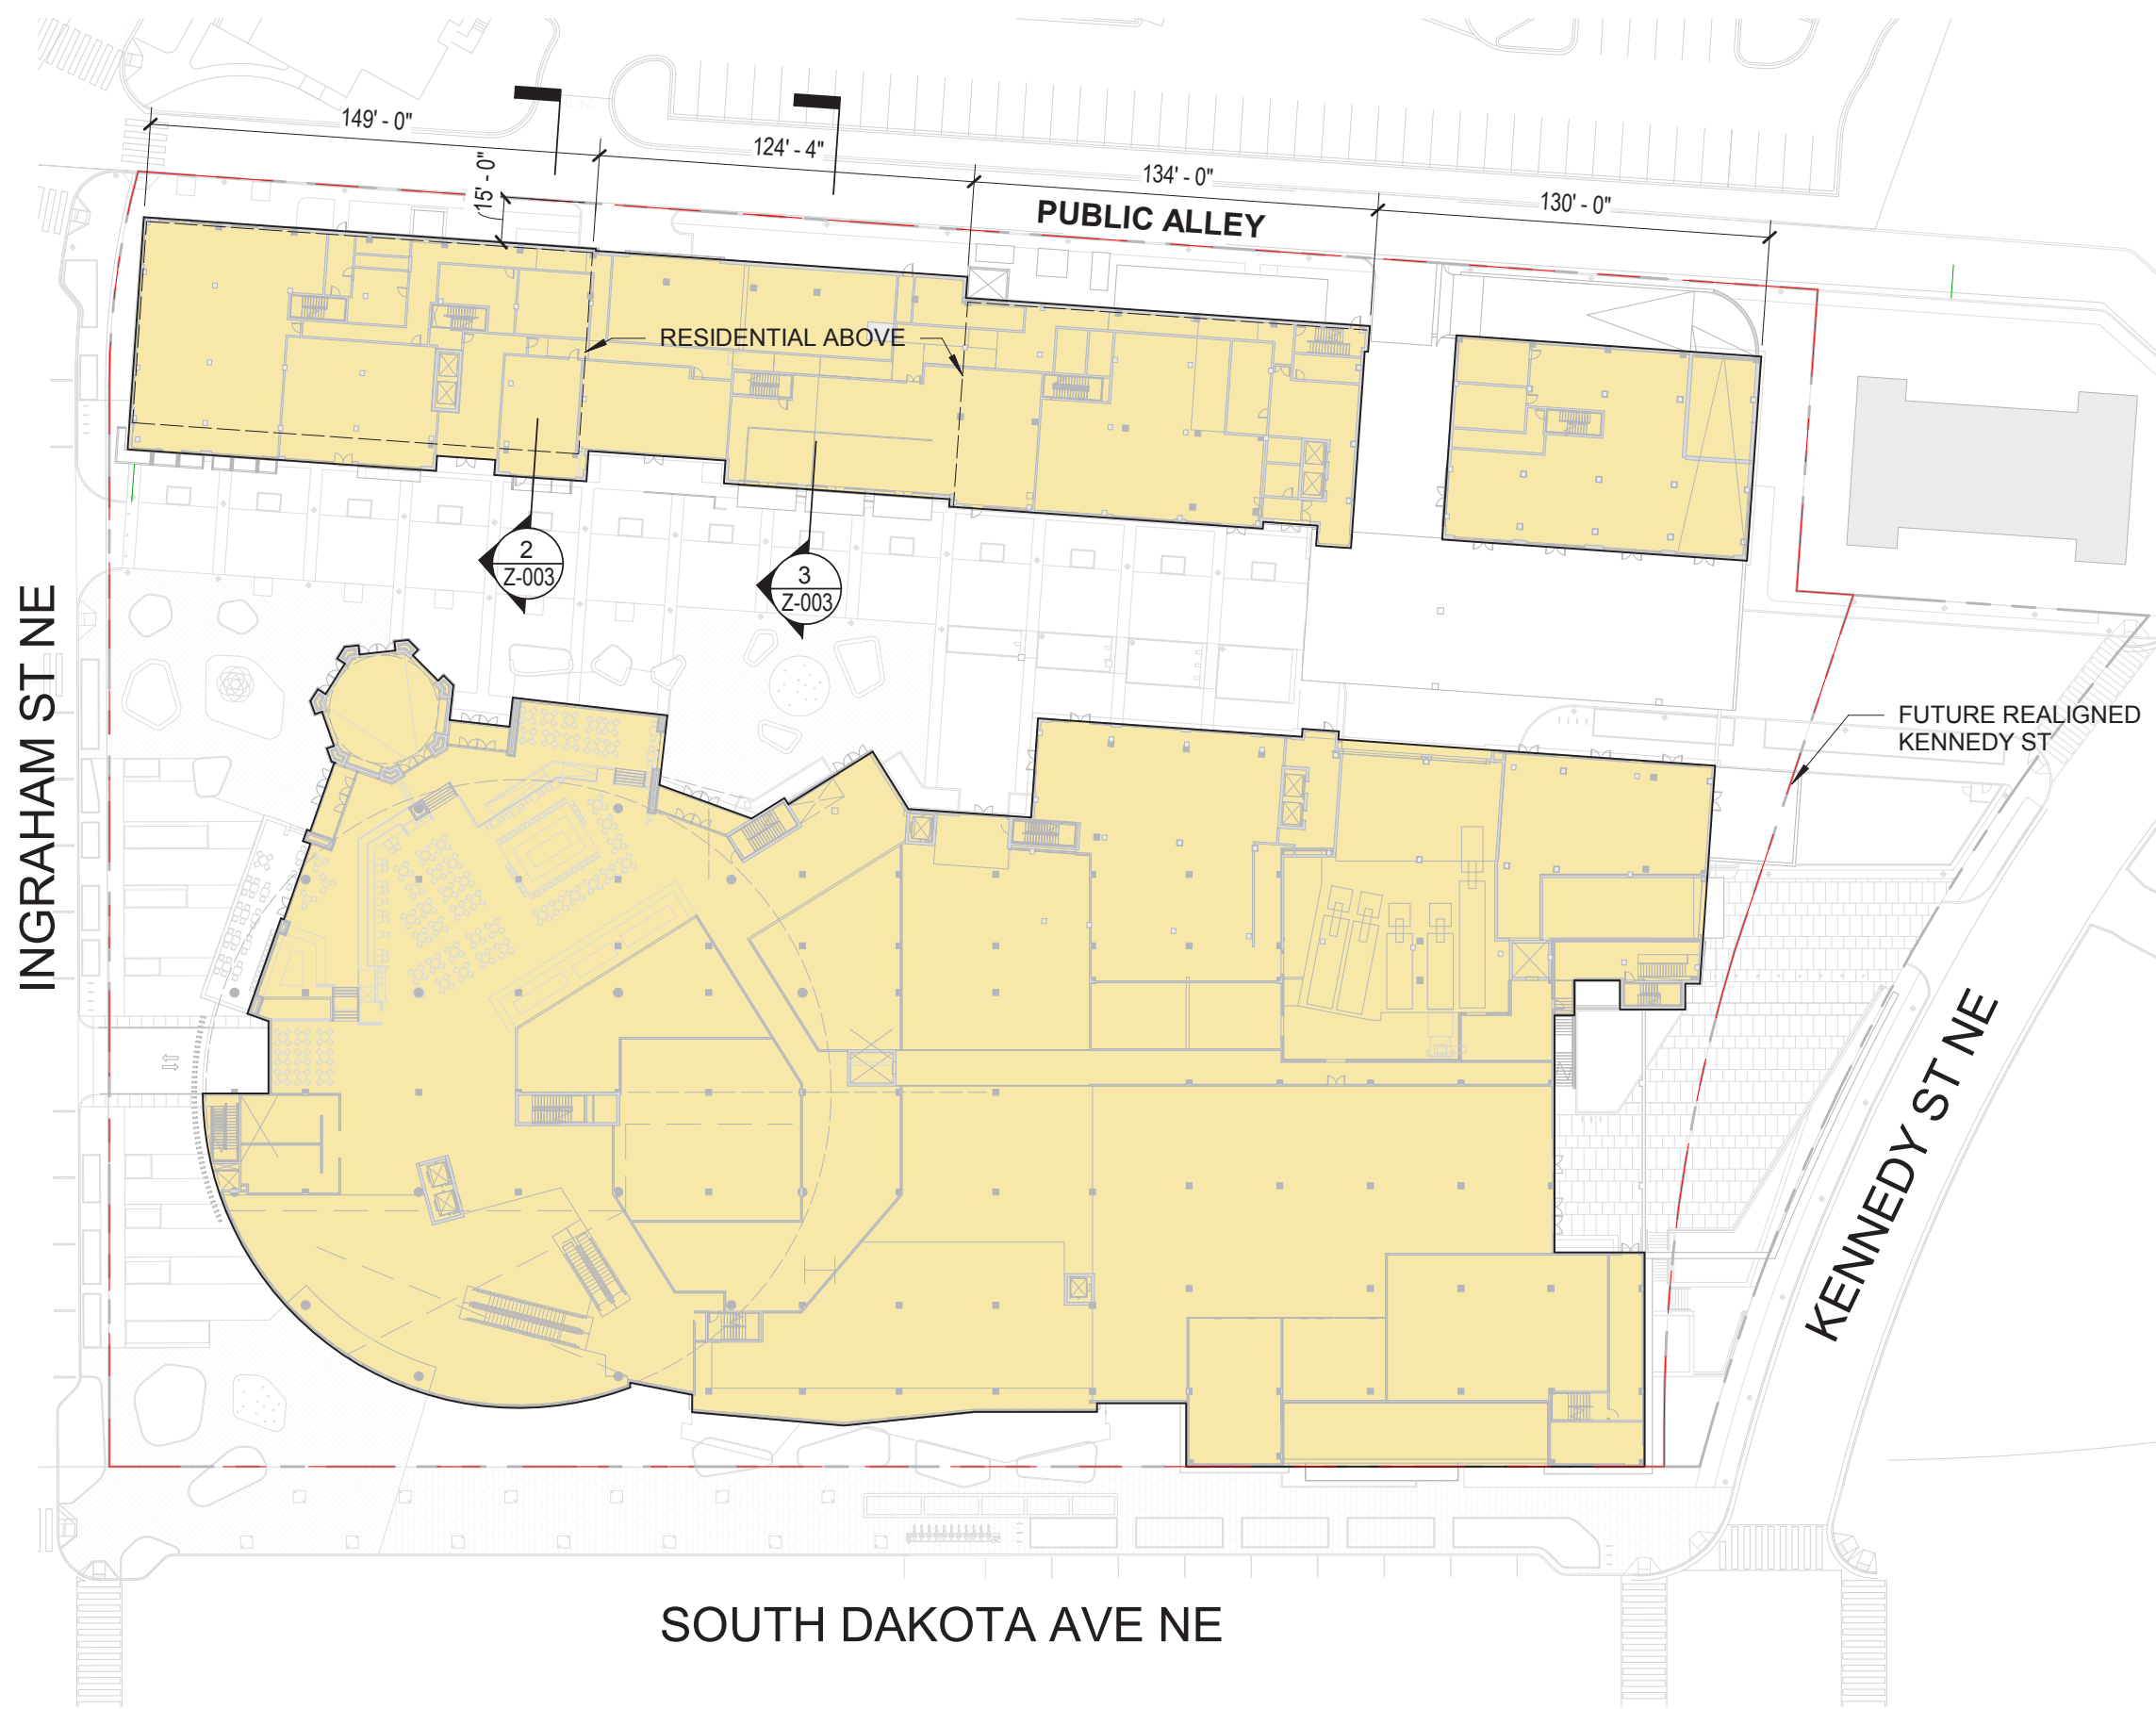 149' - 0"
124' - 4"
134' - 0"
130' - 0"
15' - 0"
PUBLIC ALLEY
RESIDENTIAL ABOVE
2
Z-003
3
Z-003
INGRAHAM ST NE
FUTURE REALIGNED
KENNEDY ST
KENNEDY ST NE
SOUTH DAKOTA AVE NE